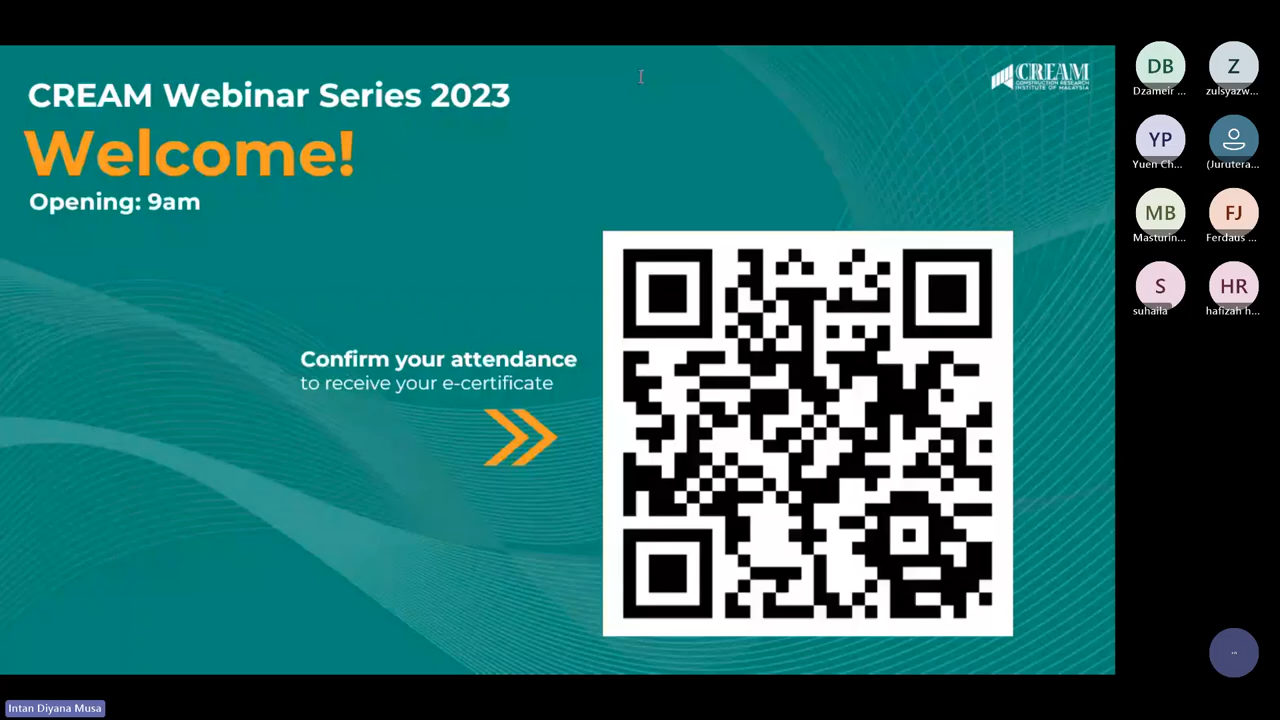 CREAM Webinar Series 2023
Welcome!
Opening: 9am
CREAM
CONSTRUCTION RESEARCH
INSTITUTE OF MALAYSIA
Confirm your attendance
to receive your e-certificate
DB
Dzameir ...
Z
zulsyazw...
YP
Yuen Ch...
(Jurutera...
MB
Masturin...
FJ
Ferdaus ...
S
suhaila
HR
hafizah h...
...
Intan Diyana Musa